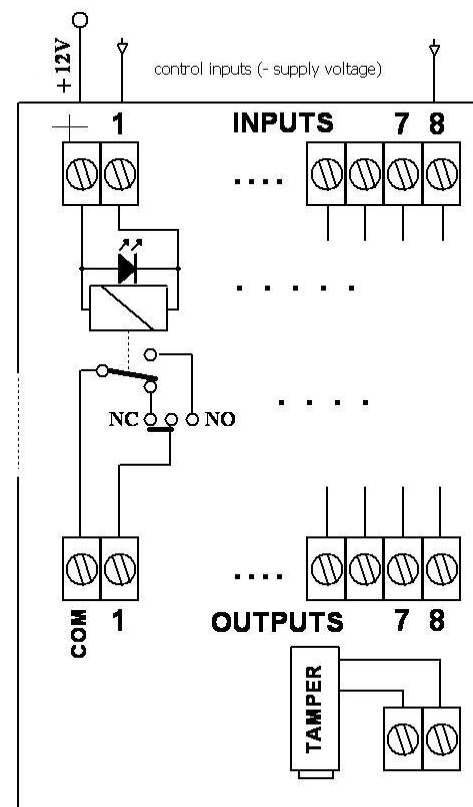 +12V
control inputs (- supply voltage)
+ 1 INPUTS 7 8
NC NO
COM 1 OUTPUTS 7 8
TAMPER